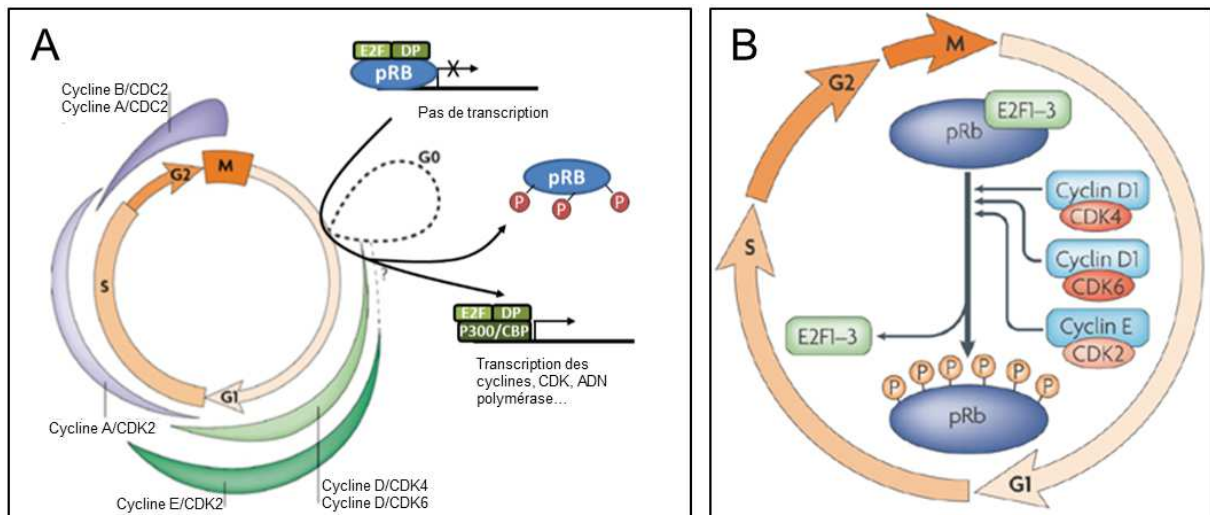 A
E2F DP
pRB
Pas de transcription
Cycline B/CDC2
Cycline A/CDC2
G0
M
G2
pRB
P P P
S
?
E2F DP
P300/CBP
Transcription des
cyclines, CDK, ADN
polymérase...
G1
Cycline A/CDK2
Cycline D/CDK4
Cycline D/CDK6
Cycline E/CDK2
B
M
G2
E2F1–3
pRb
Cyclin D1
CDK4
S
Cyclin D1
CDK6
Cyclin E
CDK2
E2F1–3
P P P P P P
pRb
G1